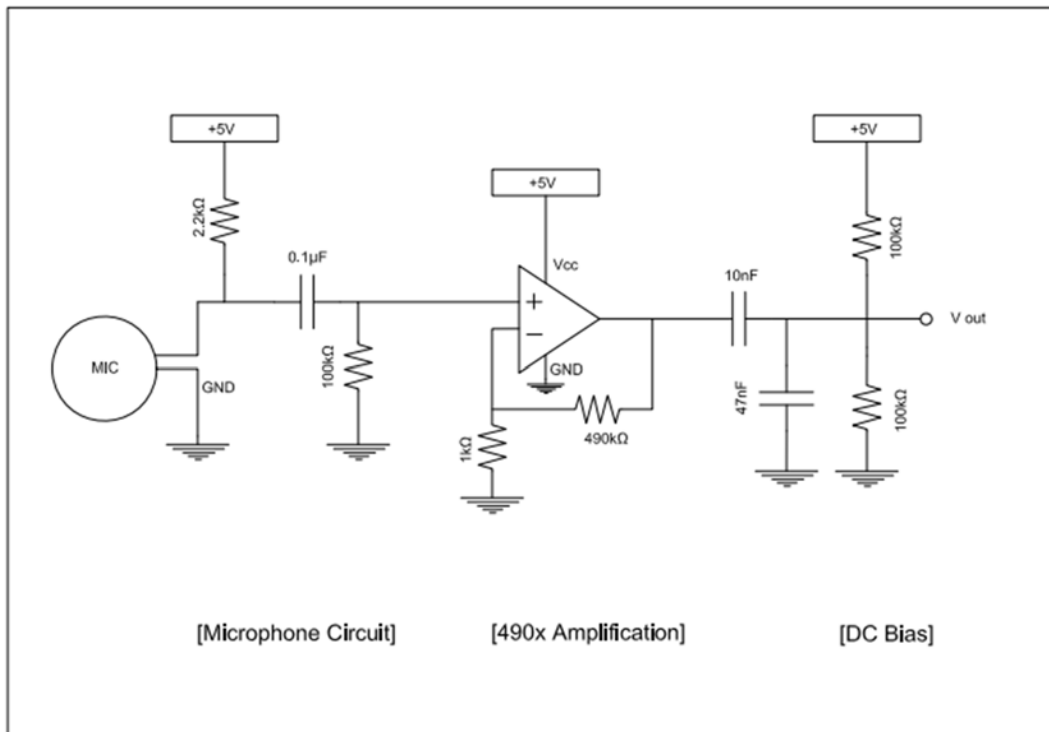 +5V
+5V
+5V
2.2kΩ
100kΩ
0.1µF
Vcc
10nF
+
−
V out
MIC
GND
100kΩ
GND
47nF
100kΩ
490kΩ
1kΩ
[Microphone Circuit]
[490x Amplification]
[DC Bias]